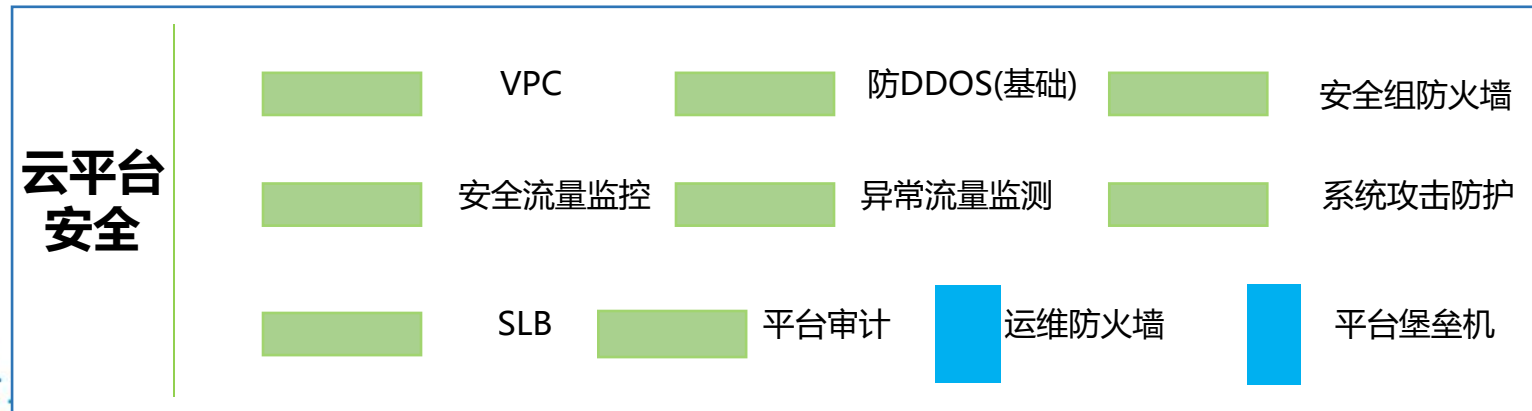 云平台
安全
VPC
防DDOS(基础)
安全组防火墙
安全流量监控
异常流量监测
系统攻击防护
SLB
平台审计
运维防火墙
平台堡垒机